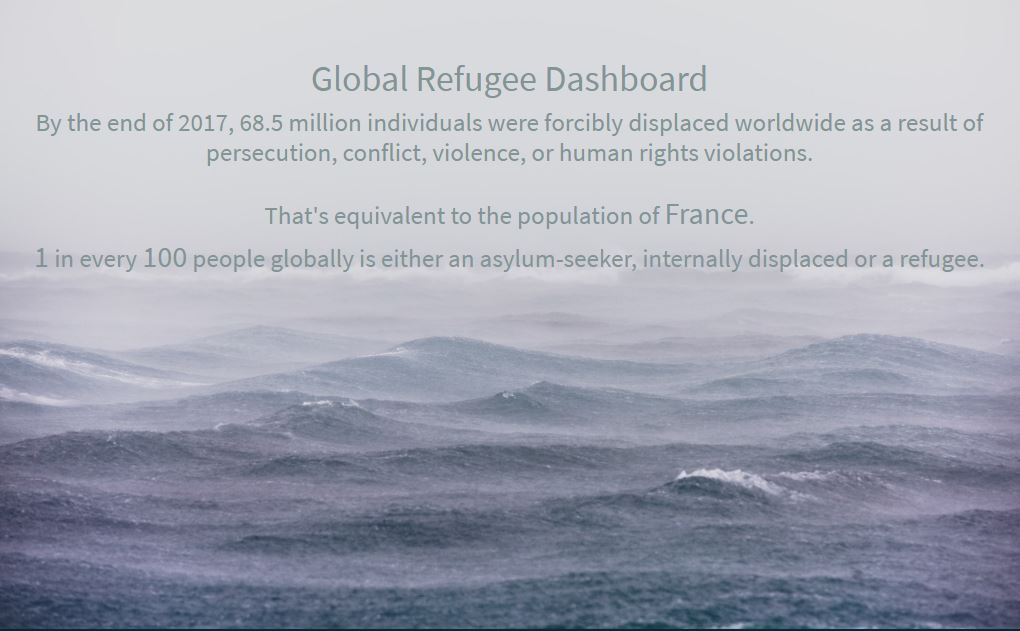 Global Refugee Dashboard
By the end of 2017, 68.5 million individuals were forcibly displaced worldwide as a result of
persecution, conflict, violence, or human rights violations.
That's equivalent to the population of France.
1 in every 100 people globally is either an asylum-seeker, internally displaced or a refugee.